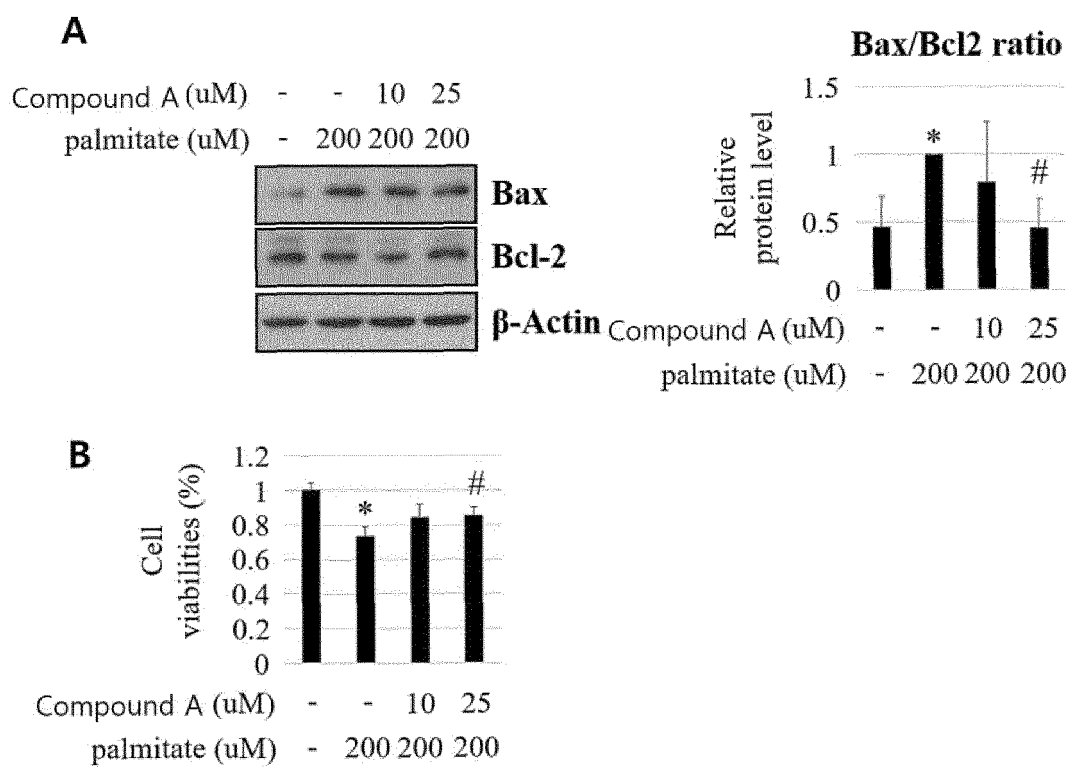 A
Compound A (uM) - - 10 25
palmitate (uM) - 200 200 200
Bax
Bcl-2
β-Actin
Bax/Bcl2 ratio
Relative
protein level
1.5
1
0.5
0
*
#
Compound A (uM) - - 10 25
palmitate (uM) - 200 200 200
B
Cell
viabilities (%)
1.2
1
0.8
0.6
0.4
0.2
0
*
#
Compound A (uM) - - 10 25
palmitate (uM) - 200 200 200